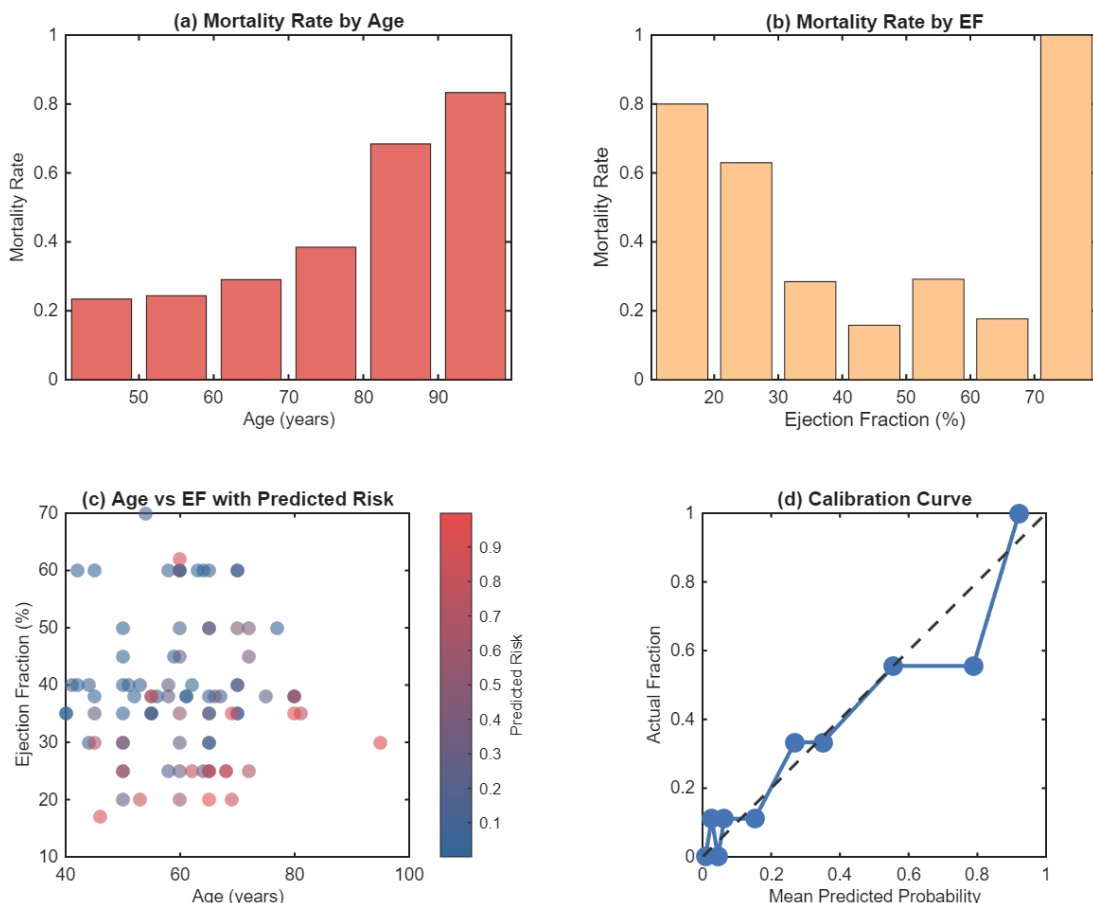 (a) Mortality Rate by Age
Mortality Rate
1
0.8
0.6
0.4
0.2
0
50 60 70 80 90
Age (years)
(b) Mortality Rate by EF
Mortality Rate
1
0.8
0.6
0.4
0.2
0
20 30 40 50 60 70
Ejection Fraction (%)
(c) Age vs EF with Predicted Risk
Ejection Fraction (%)
70
60
50
40
30
20
10
40 60 80 100
Age (years)
0.9
0.8
0.7
0.6
0.5
0.4
0.3
0.2
0.1
Predicted Risk
(d) Calibration Curve
Actual Fraction
1
0.8
0.6
0.4
0.2
0
0 0.2 0.4 0.6 0.8 1
Mean Predicted Probability